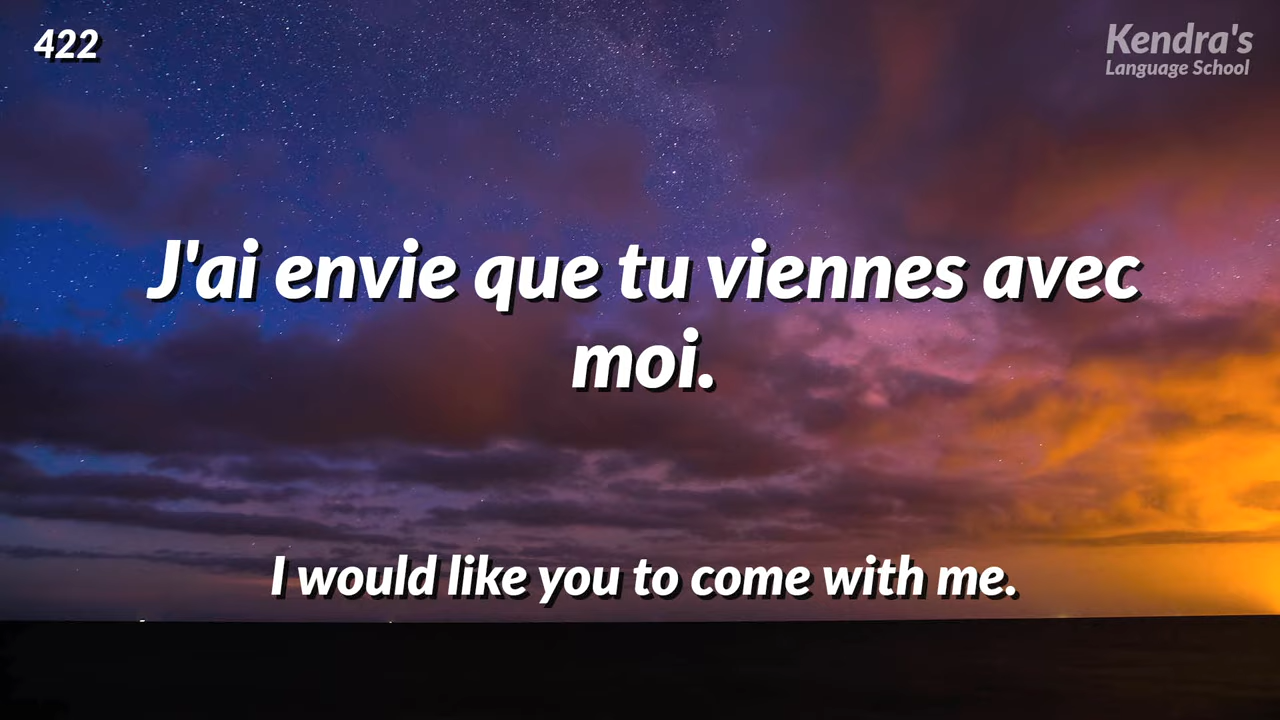 422
Kendra's
Language School
J'ai envie que tu viennes avec
moi.
I would like you to come with me.